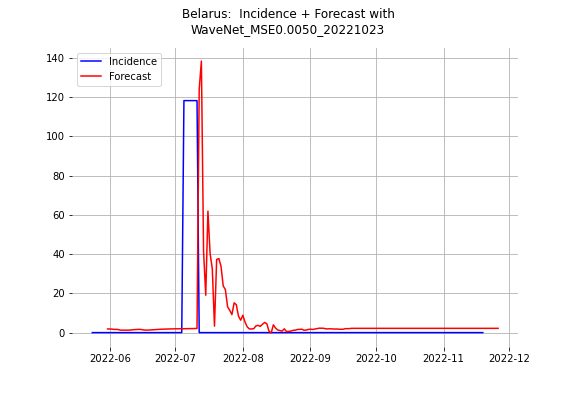 Belarus:  Incidence + Forecast with
WaveNet_MSE0.0050_20221023
Incidence
Forecast
140
120
100
80
60
40
20
0
2022-06 2022-07 2022-08 2022-09 2022-10 2022-11 2022-12